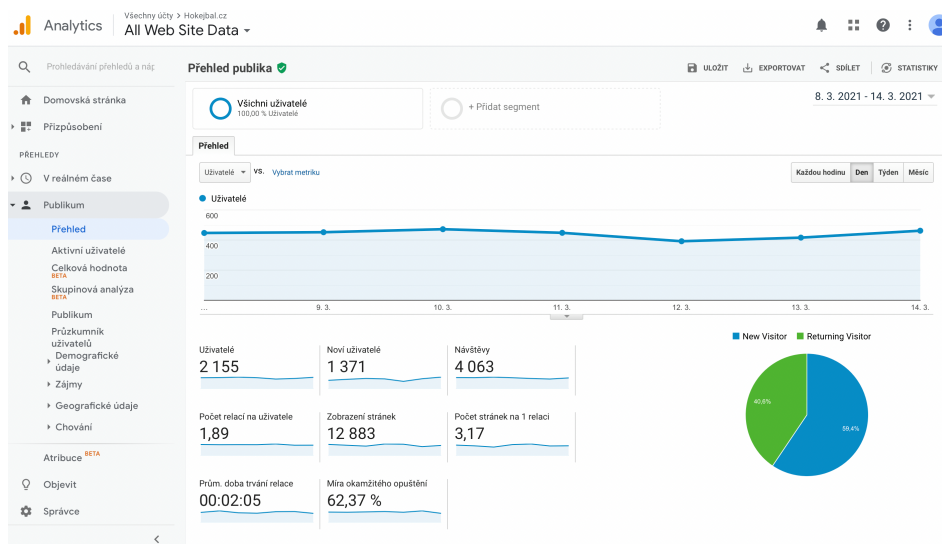 Analytics
Všechny účty > Hokejbal.cz
All Web Site Data
Prohledávání přehledů a náp
Domovská stránka
Přizpůsobení
PŘEHLEDY
V reálném čase
Publikum
Přehled
Aktivní uživatelé
Celková hodnota
BETA
Skupinová analýza
BETA
Publikum
Průzkumník
uživatelů
Demografické
údaje
Zájmy
Geografické údaje
Chování
Atribuce BETA
Objevit
Správce
Přehled publika
ULOŽIT
EXPORTOVAT
SDÍLET
STATISTIKY
Všichni uživatelé
100,00 % Uživatelé
+ Přidat segment
8. 3. 2021 - 14. 3. 2021
Přehled
Uživatelé
VS.
Vybrat metriku
Každou hodinu
Den
Týden
Měsíc
Uživatelé
600
400
200
...
9. 3.
10. 3.
11. 3.
12. 3.
13. 3.
14. 3.
New Visitor
Returning Visitor
Uživatelé
2 155
Noví uživatelé
1 371
Návštěvy
4 063
Počet relací na uživatele
1,89
Zobrazení stránek
12 883
Počet stránek na 1 relaci
3,17
Prům. doba trvání relace
00:02:05
Míra okamžitého opuštění
62,37 %
40,6%
59,4%